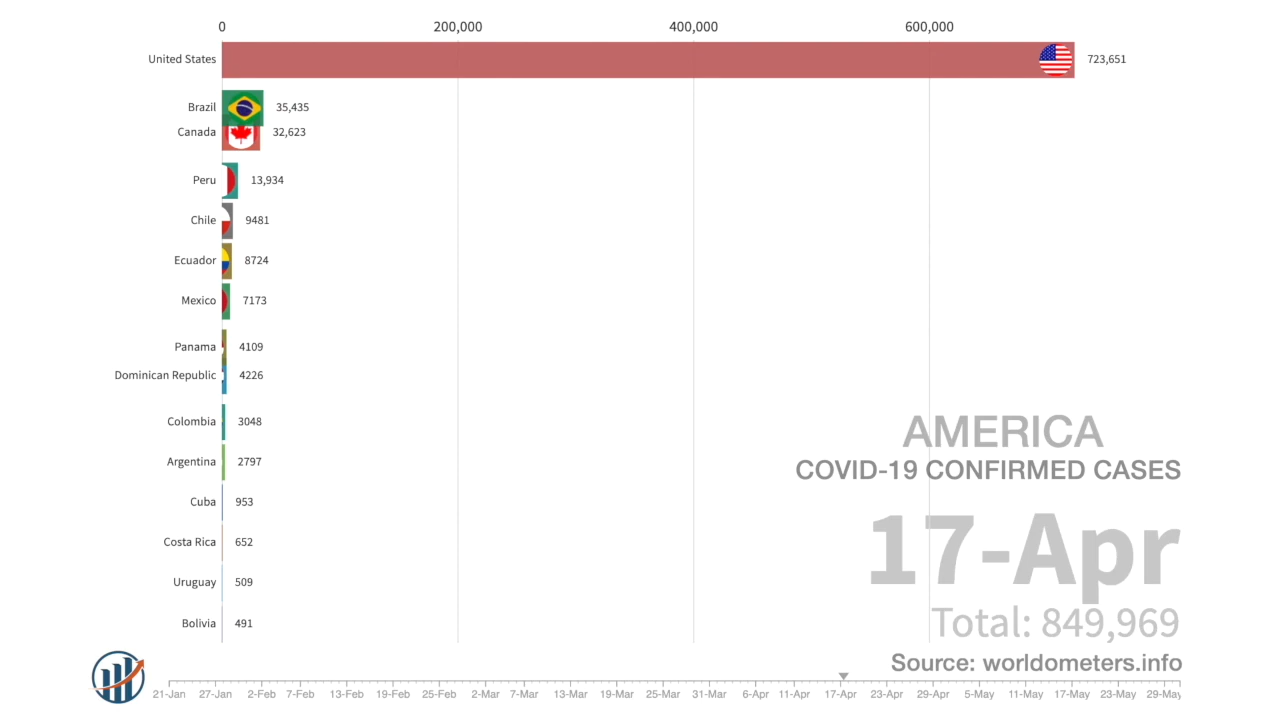 0 200,000 400,000 600,000
United States 723,651
Brazil 35,435
Canada 32,623
Peru 13,934
Chile 9481
Ecuador 8724
Mexico 7173
Panama 4109
Dominican Republic 4226
Colombia 3048
Argentina 2797
Cuba 953
Costa Rica 652
Uruguay 509
Bolivia 491
AMERICA
COVID-19 CONFIRMED CASES
17-Apr
Total: 849,969
Source: worldometers.info
21-Jan 27-Jan 2-Feb 7-Feb 13-Feb 19-Feb 25-Feb 2-Mar 7-Mar 13-Mar 19-Mar 25-Mar 31-Mar 6-Apr 11-Apr 17-Apr 23-Apr 29-Apr 5-May 11-May 17-May 23-May 29-May